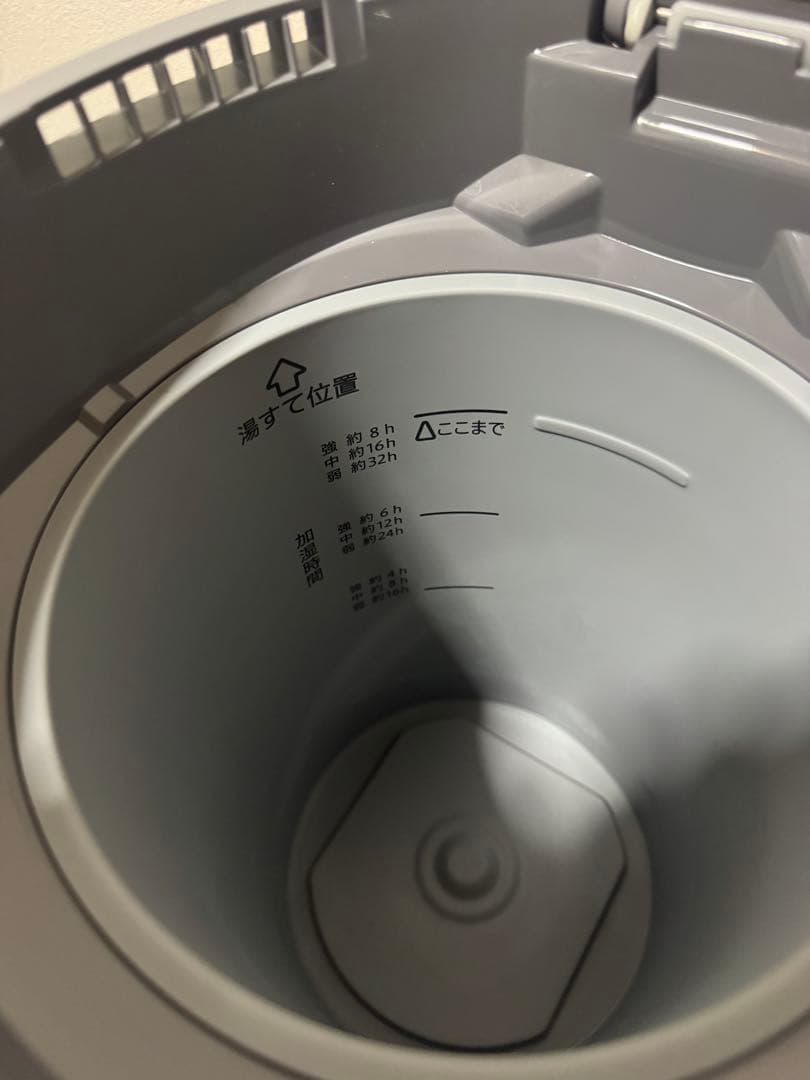 湯すて位置
強 約 8 h
中 約16h
弱 約32h
△ここまで
加湿時間
強 約 6 h
中 約12h
弱 約24h
強 約 4 h
中 約 8 h
弱 約16h